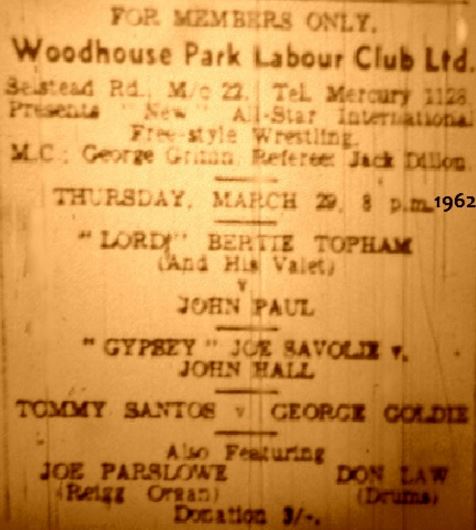 FOR MEMBERS ONLY.
Woodhouse Park Labour Club Ltd.
Selstead Rd., M/c 22. Tel. Mercury 1128
Presents "New" All-Star International
Free-style Wrestling.
M.C.: George Grimn, Referee: Jack Dillon.
THURSDAY, MARCH 29, 8 p.m. 1962
"LORD" BERTIE TOPHAM
(And His Valet)
v
JOHN PAUL
"GYPSEY" JOE SAVOLIE v.
JOHN HALL
TOMMY SANTOS v GEORGE GOLDIE
Also Featuring
JOE PARSLOWE DON LAW
(Reigg Organ) (Drums)
Donation 3/-.